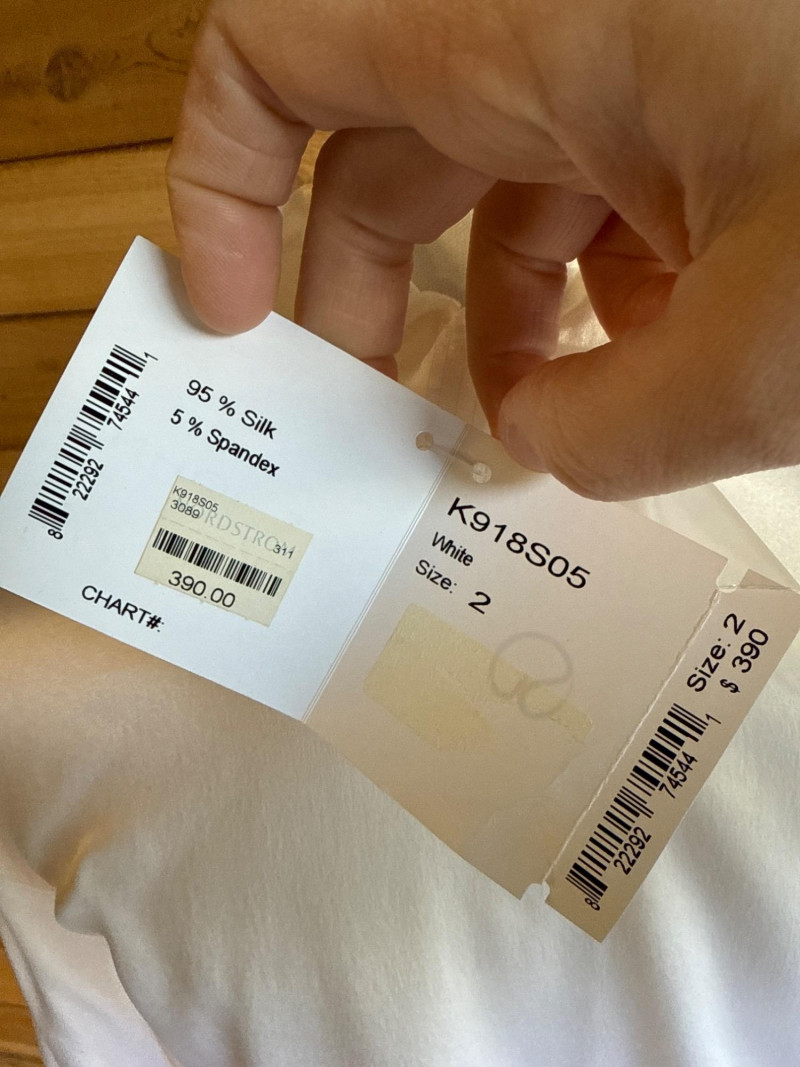 95 % Silk
5 % Spandex
8 22292 74544 1
K918S05
3089
NORDSTROM
311
390.00
CHART#:
K918S05
White
Size: 2
Size: 2
$ 390
8 22292 74544 1